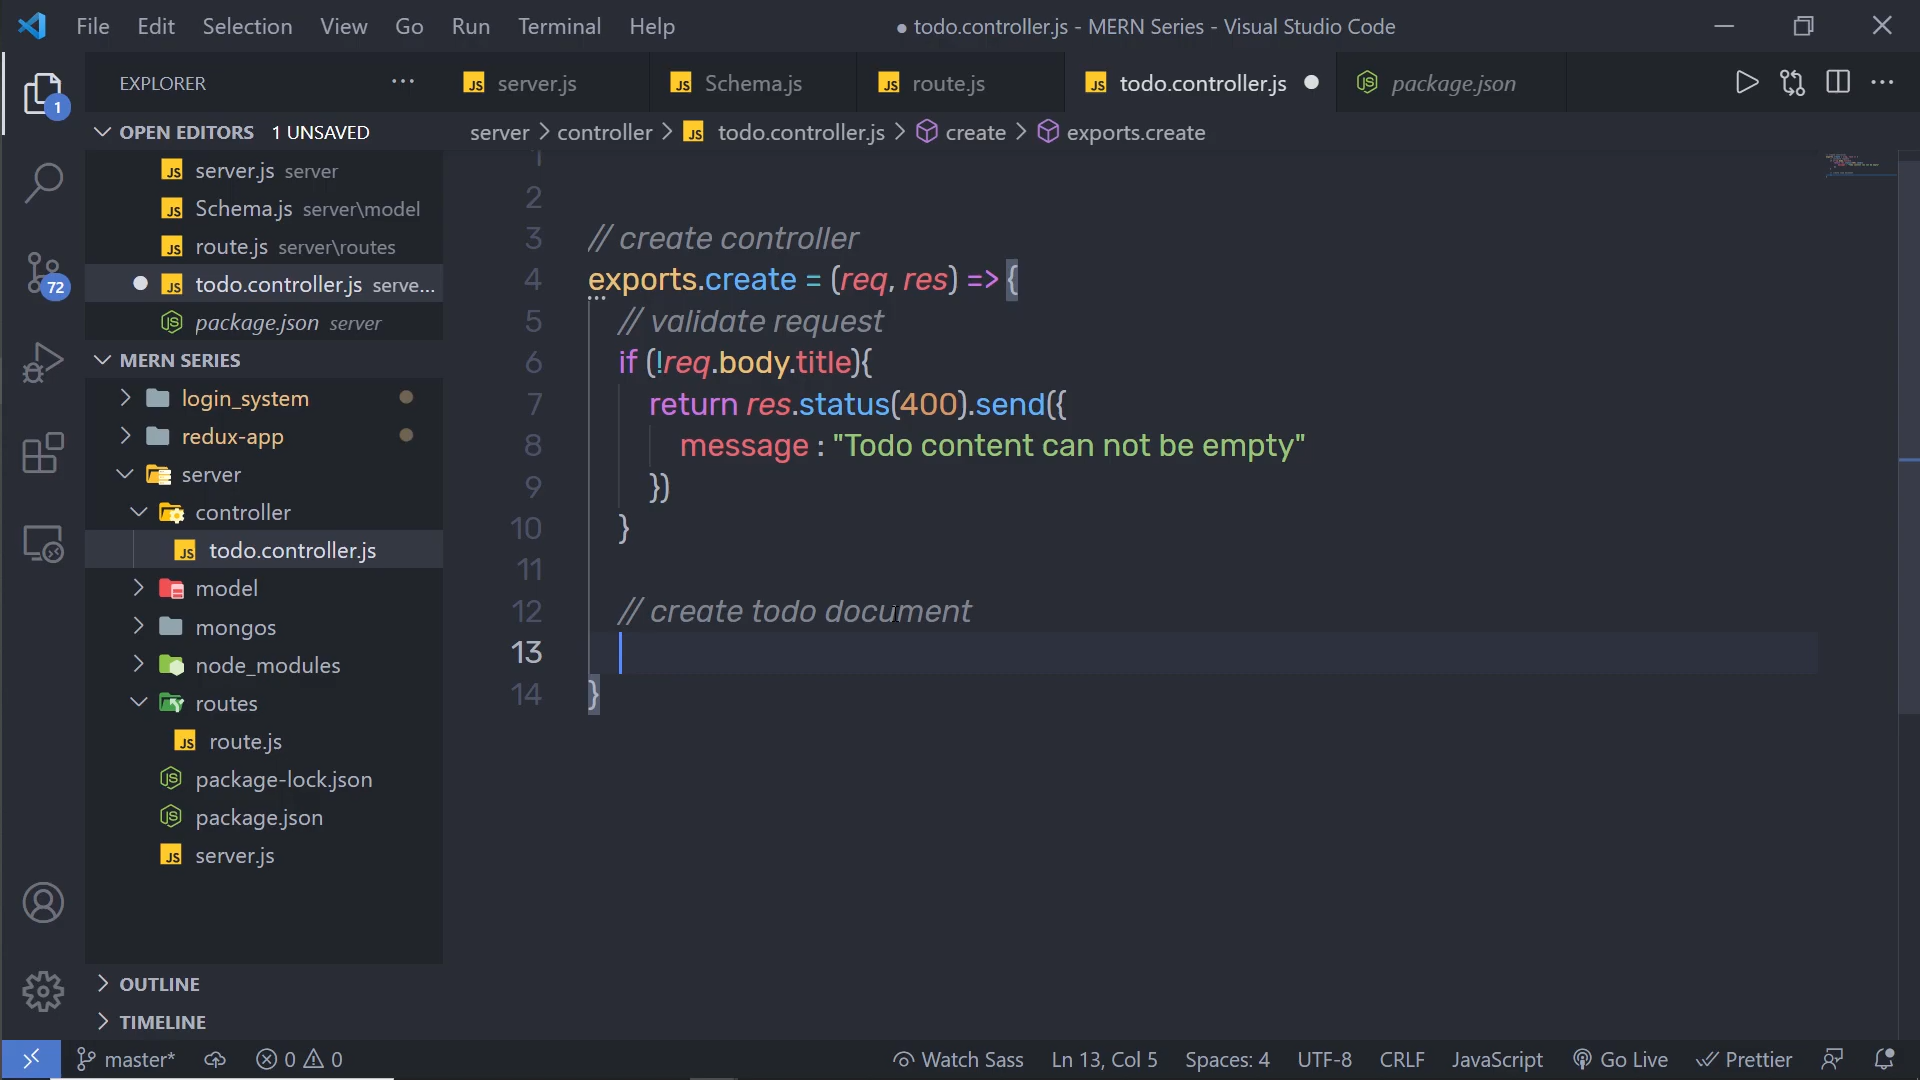 File Edit Selection View Go Run Terminal Help ● todo.controller.js - MERN Series - Visual Studio Code
EXPLORER ···
server.js Schema.js route.js todo.controller.js package.json
OPEN EDITORS 1 UNSAVED
server > controller > todo.controller.js > create > exports.create
server.js server
Schema.js server\model
route.js server\routes
todo.controller.js serve...
package.json server
MERN SERIES
login_system
redux-app
server
controller
todo.controller.js
model
mongos
node_modules
routes
route.js
package-lock.json
package.json
server.js
OUTLINE
TIMELINE
1
72
1
2
3 // create controller
4 exports.create = (req, res) => {
5 // validate request
6 if (!req.body.title){
7 return res.status(400).send({
8 message : "Todo content can not be empty"
9 })
10 }
11
12 // create todo document
13
14 }
master* 0 0 Watch Sass Ln 13, Col 5 Spaces: 4 UTF-8 CRLF JavaScript Go Live Prettier